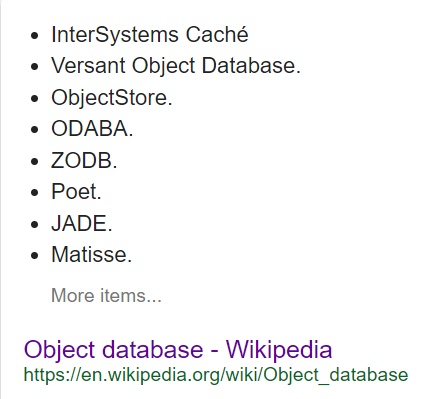 InterSystems Caché
Versant Object Database.
ObjectStore.
ODABA.
ZODB.
Poet.
JADE.
Matisse.
More items...
Object database - Wikipedia
https://en.wikipedia.org/wiki/Object_database